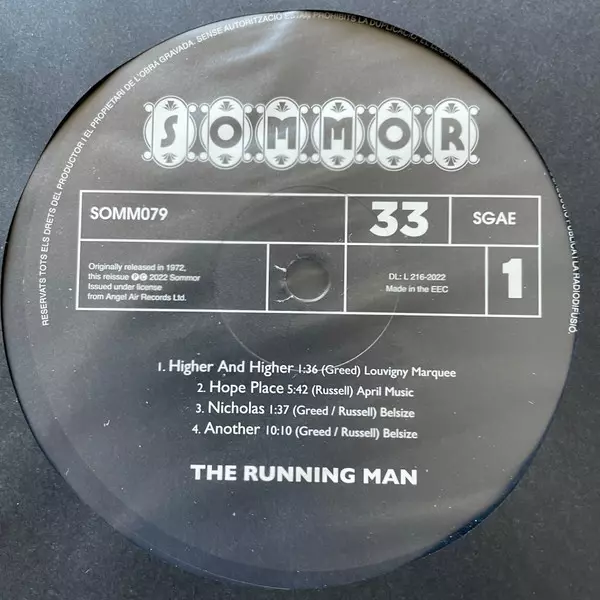 RESERVATS TOTS ELS DRETS DEL PRODUCTOR I EL PROPIETARI DE L'OBRA GRAVADA. SENSE AUTORITZACIÓ ESTAN PROHIBITS LA DUPLICACIÓ,
PÚBLICA I LA RADIODIFUSIÓ.
SOMMOR
SOMM079
33
SGAE
Originally released in 1972,
this reissue ℗© 2022 Sommor
Issued under license
from Angel Air Records Ltd.
DL: L 216-2022
Made in the EEC
1
1. Higher And Higher 1:36 (Greed) Louvigny Marquee
2. Hope Place 5:42 (Russell) April Music
3. Nicholas 1:37 (Greed / Russell) Belsize
4. Another 10:10 (Greed / Russell) Belsize
THE RUNNING MAN